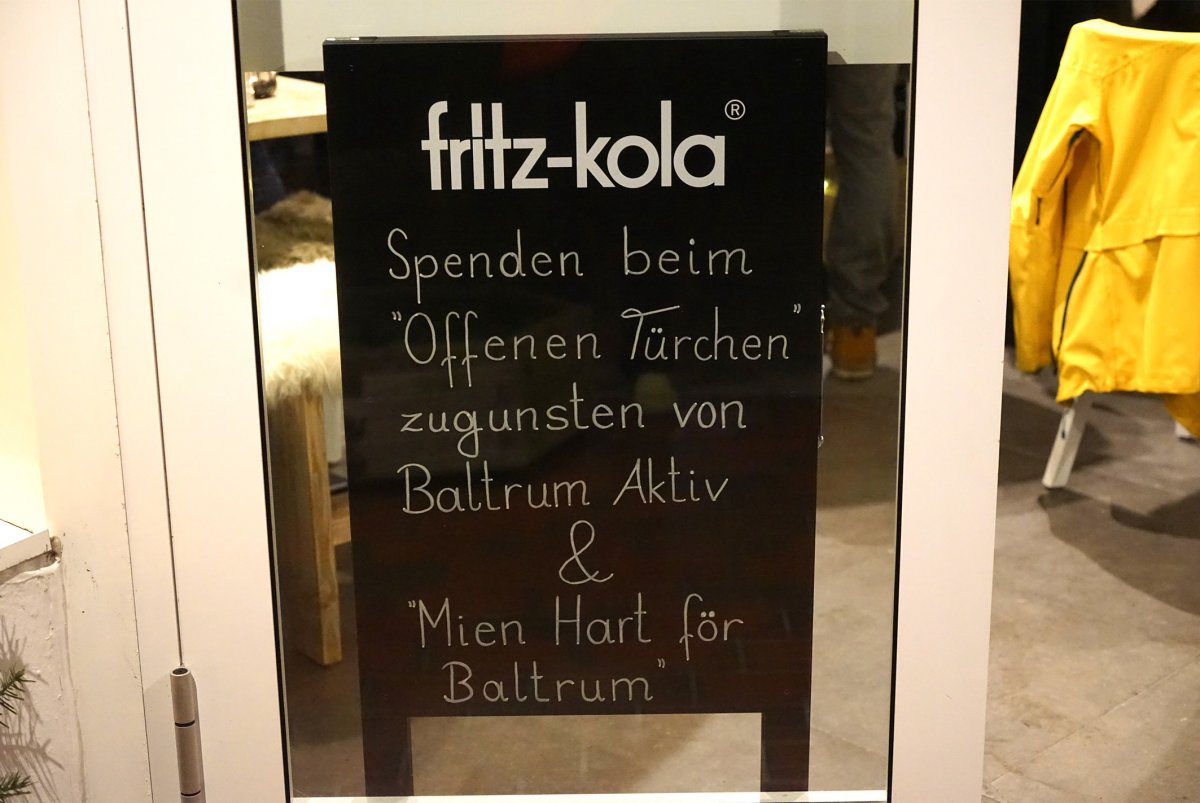 fritz-kola®
Spenden beim
"Offenen Türchen"
zugunsten von
Baltrum Aktiv
&
"Mien Hart för
Baltrum"